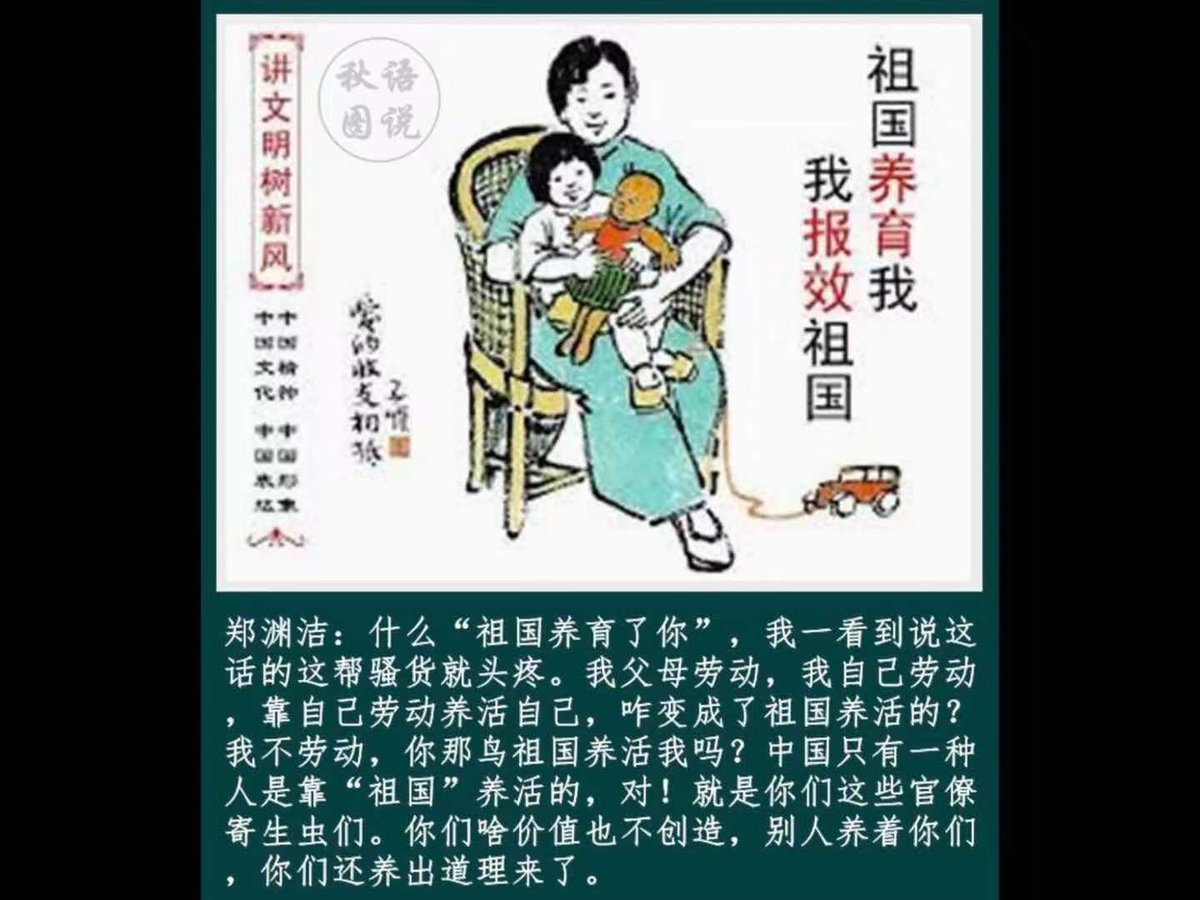 讲文明树新风
中国精神 中国形象
中国文化 中国表达
秋语
图说
祖国养育我
我报效祖国
子恺
郑渊洁：什么“祖国养育了你”，我一看到说这
话的这帮骚货就头疼。我父母劳动，我自己劳动
，靠自己劳动养活自己，咋变成了祖国养活的？
我不劳动，你那鸟祖国养活我吗？中国只有一种
人是靠“祖国”养活的，对！就是你们这些官僚
寄生虫们。你们啥价值也不创造，别人养着你们
，你们还养出道理来了。